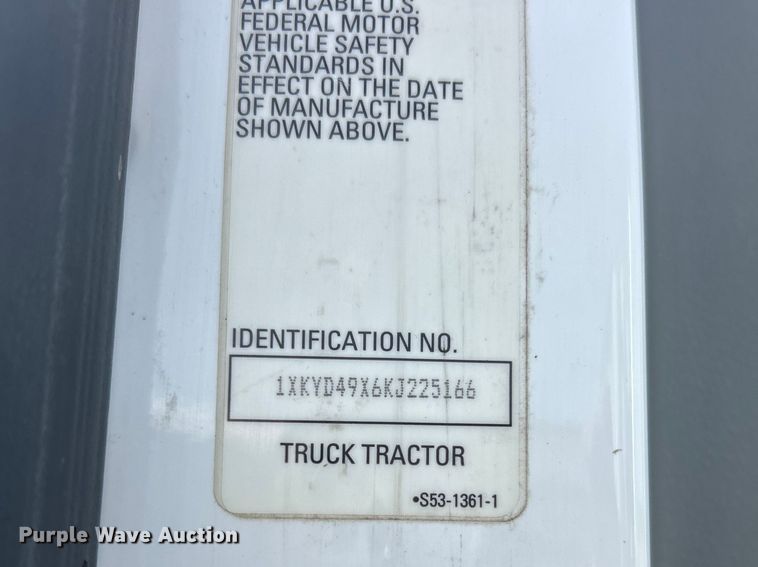 APPLICABLE U.S.
FEDERAL MOTOR
VEHICLE SAFETY
STANDARDS IN
EFFECT ON THE DATE
OF MANUFACTURE
SHOWN ABOVE.
IDENTIFICATION NO.
1XKYD49X6KJ225166
TRUCK TRACTOR
•S53-1361-1
Purple Wave Auction